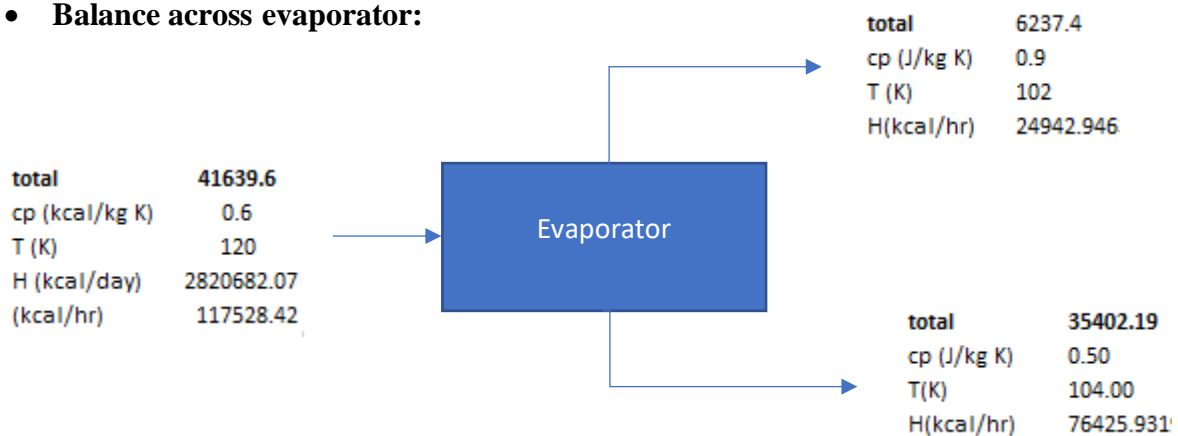 • Balance across evaporator:
total 6237.4
cp (J/kg K) 0.9
T (K) 102
H(kcal/hr) 24942.946
total 41639.6
cp (kcal/kg K) 0.6
T (K) 120
H (kcal/day) 2820682.07
(kcal/hr) 117528.42
Evaporator
total 35402.19
cp (J/kg K) 0.50
T(K) 104.00
H(kcal/hr) 76425.931